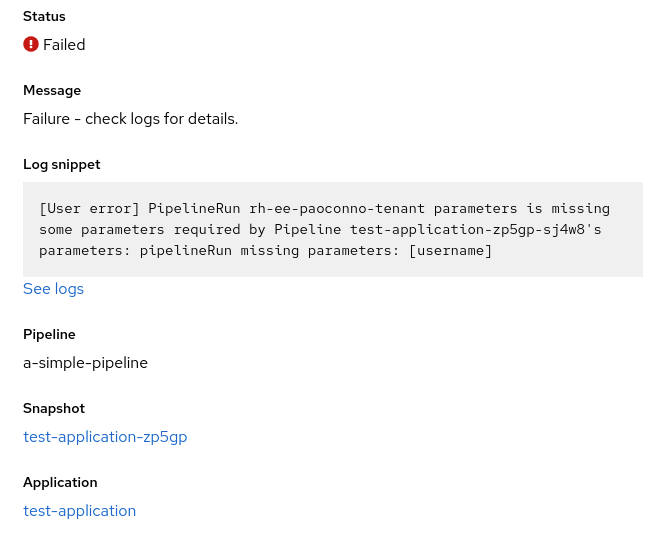 Status
Failed
Message
Failure - check logs for details.
Log snippet
[User error] PipelineRun rh-ee-paoconno-tenant parameters is missing
some parameters required by Pipeline test-application-zp5gp-sj4w8's
parameters: pipelineRun missing parameters: [username]
See logs
Pipeline
a-simple-pipeline
Snapshot
test-application-zp5gp
Application
test-application